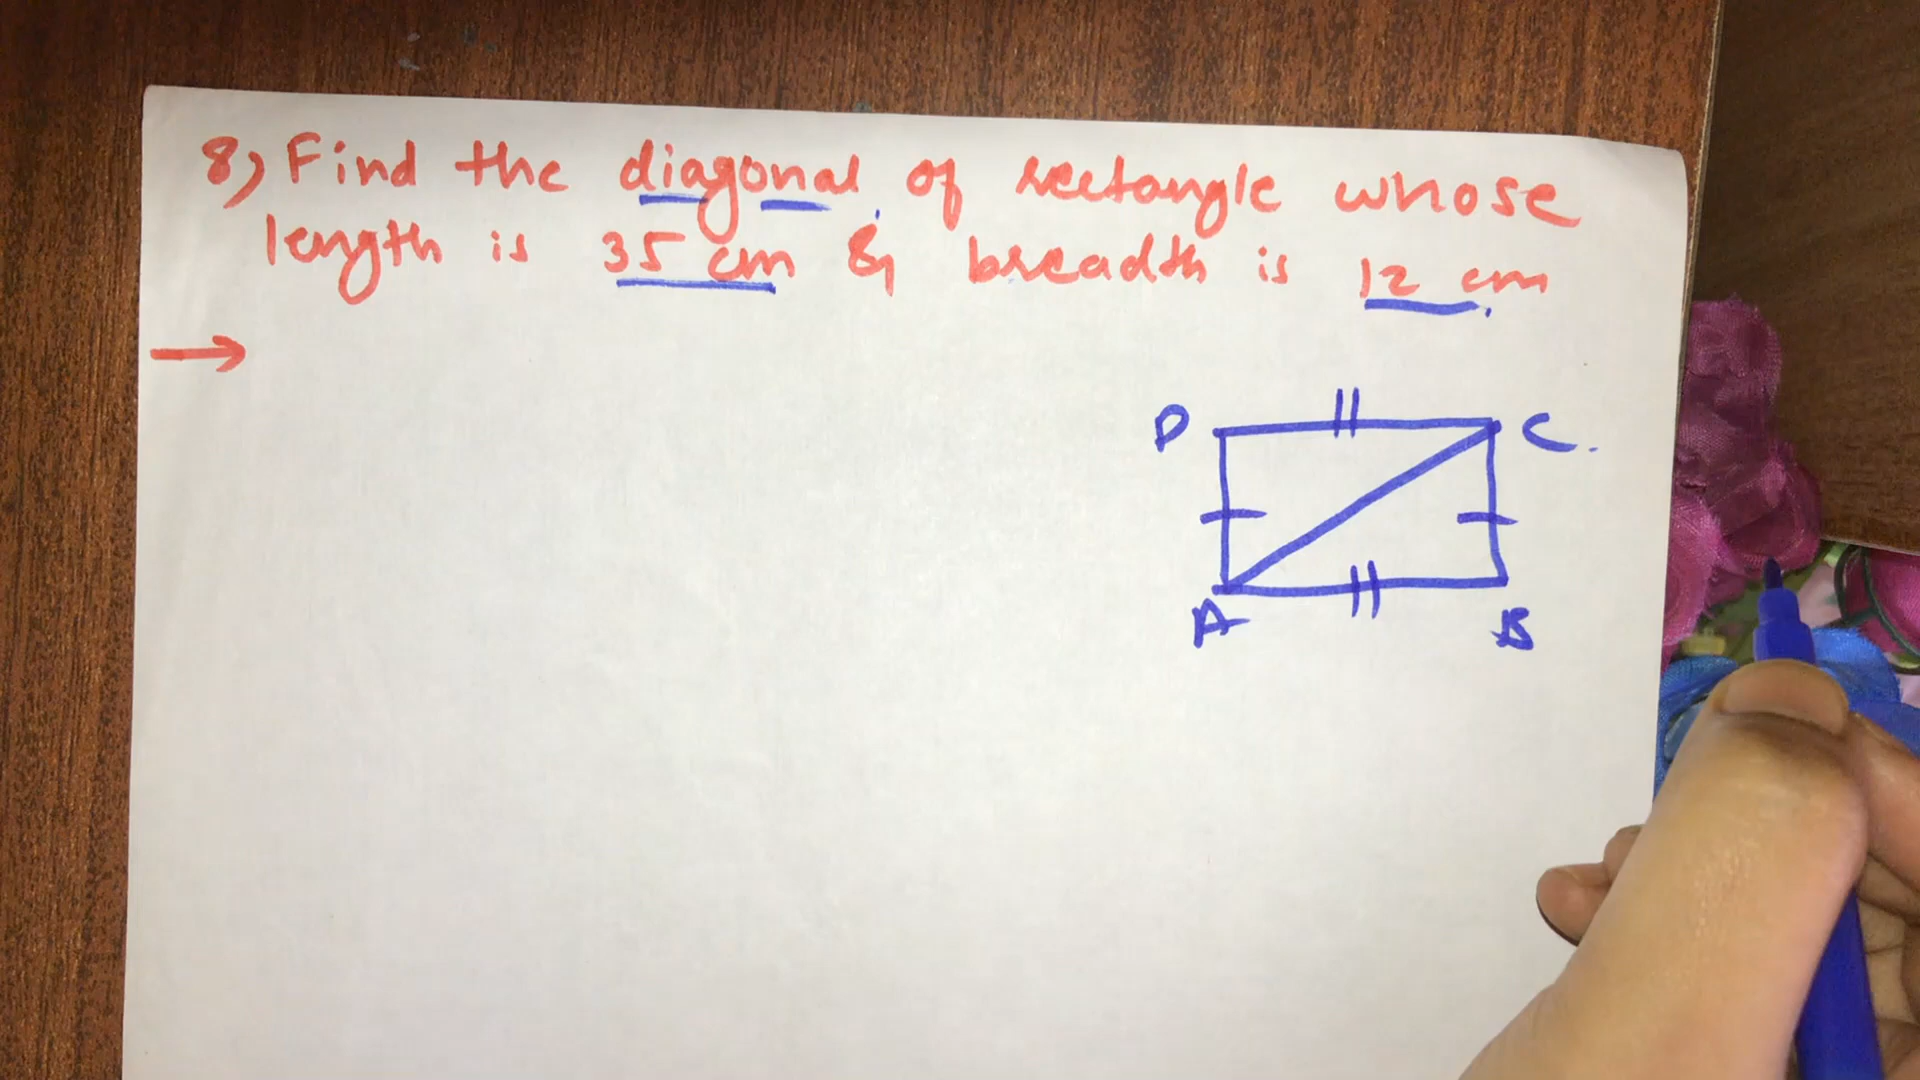 8) Find the diagonal of rectangle whose
length is 35 cm & breadth is 12 cm
→
D C.
A B